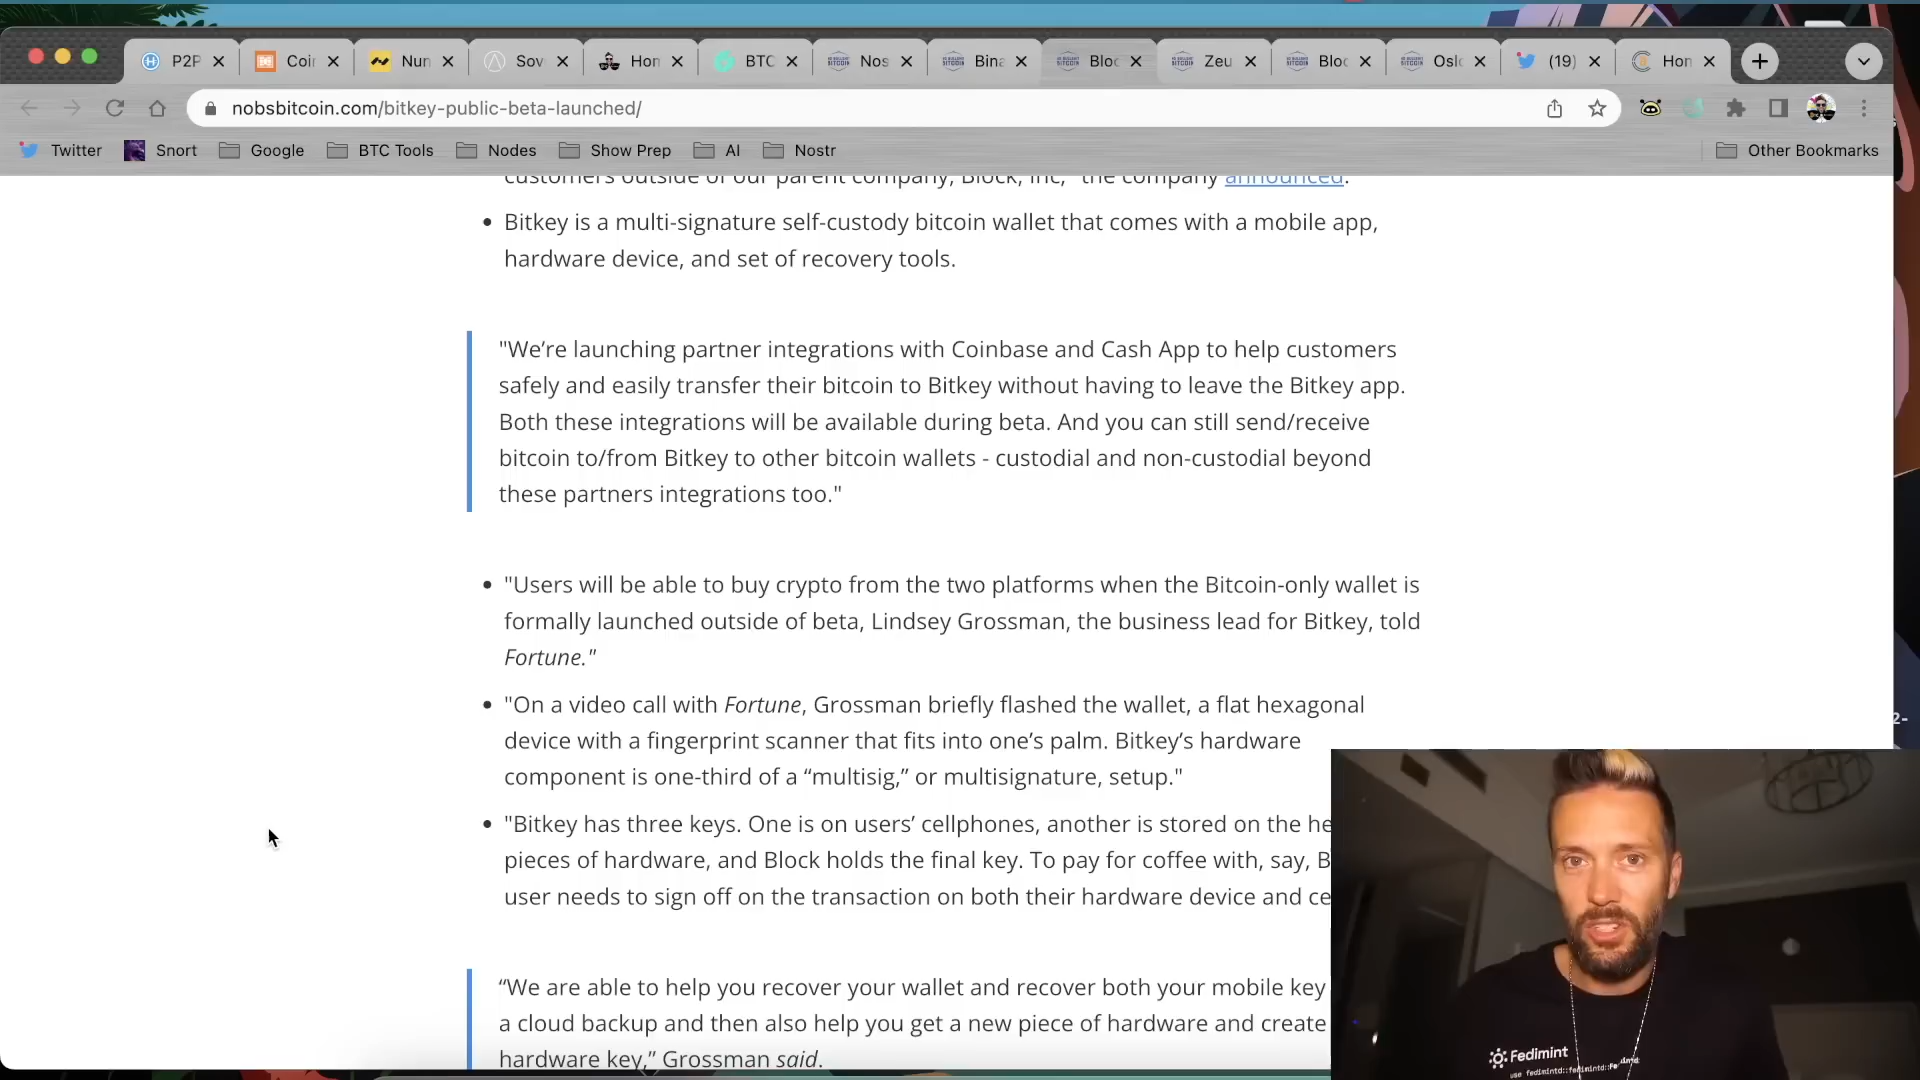 P2P
Coi
Nun
Sov
Hon
BTC
Nos
Bina
Bloc
Zeu
Bloc
Oslo
(19)
Hon
nobsbitcoin.com/bitkey-public-beta-launched/
Twitter
Snort
Google
BTC Tools
Nodes
Show Prep
AI
Nostr
Other Bookmarks
customers outside of our parent company, Block, Inc," the company announced.
Bitkey is a multi-signature self-custody bitcoin wallet that comes with a mobile app,
hardware device, and set of recovery tools.
"We’re launching partner integrations with Coinbase and Cash App to help customers
safely and easily transfer their bitcoin to Bitkey without having to leave the Bitkey app.
Both these integrations will be available during beta. And you can still send/receive
bitcoin to/from Bitkey to other bitcoin wallets - custodial and non-custodial beyond
these partners integrations too."
"Users will be able to buy crypto from the two platforms when the Bitcoin-only wallet is
formally launched outside of beta, Lindsey Grossman, the business lead for Bitkey, told
Fortune."
"On a video call with Fortune, Grossman briefly flashed the wallet, a flat hexagonal
device with a fingerprint scanner that fits into one’s palm. Bitkey’s hardware
component is one-third of a “multisig,” or multisignature, setup."
"Bitkey has three keys. One is on users’ cellphones, another is stored on the he
pieces of hardware, and Block holds the final key. To pay for coffee with, say, B
user needs to sign off on the transaction on both their hardware device and ce
“We are able to help you recover your wallet and recover both your mobile key
a cloud backup and then also help you get a new piece of hardware and create
hardware key,” Grossman said.
2-
Fedimint